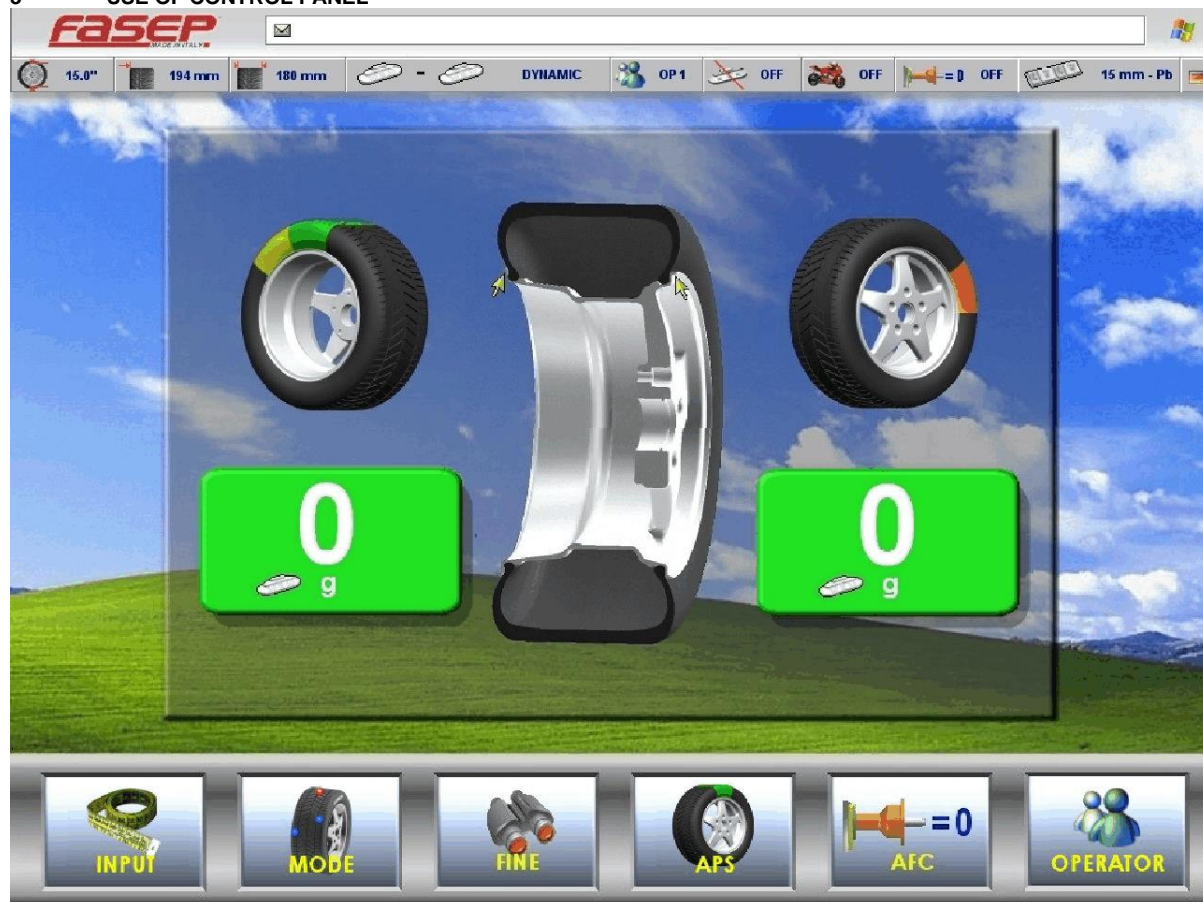 USE OF CONTROL PANEL
FASEP
MADE IN ITALY
15.0" 194 mm 180 mm - DYNAMIC OP 1 OFF OFF =0 OFF 15 mm - Pb
0 0
g g
=0
INPUT MODE FINE APS AFC OPERATOR